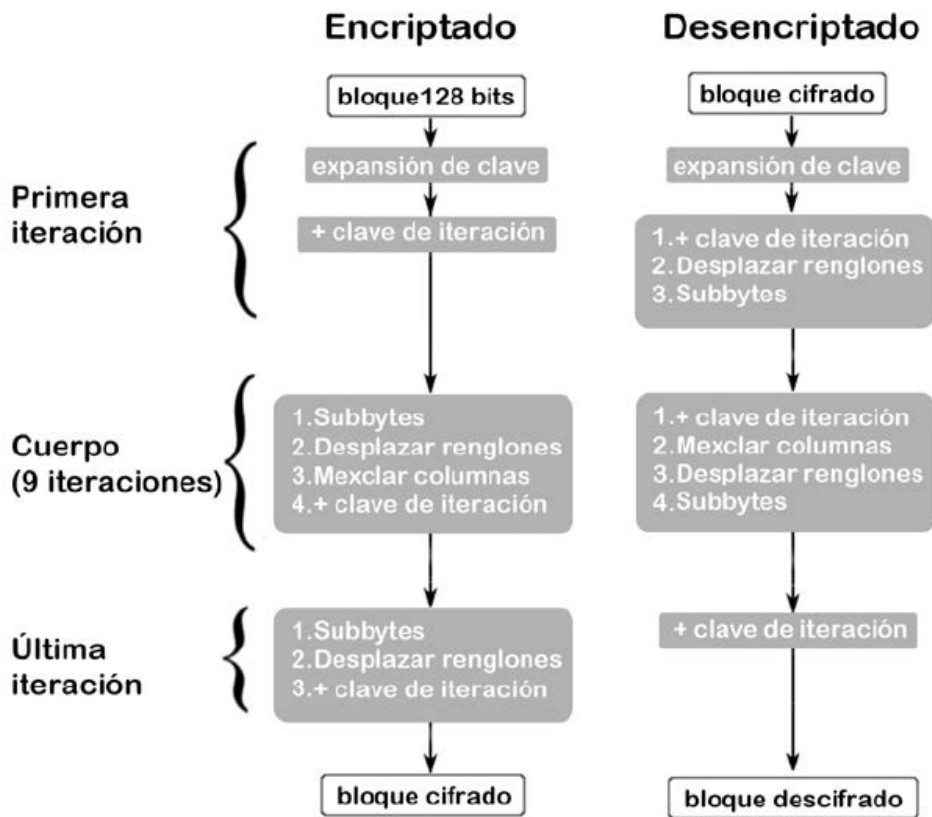 Encriptado
Desencriptado
bloque128 bits
bloque cifrado
Primera
iteración
expansión de clave
expansión de clave
+ clave de iteración
1.+ clave de iteración
2.Desplazar renglones
3.Subbytes
Cuerpo
(9 iteraciones)
1.Subbytes
2.Desplazar renglones
3.Mexclar columnas
4.+ clave de iteración
1.+ clave de iteración
2.Mexclar columnas
3.Desplazar renglones
4.Subbytes
Última
iteración
1.Subbytes
2.Desplazar renglones
3.+ clave de iteración
+ clave de iteración
bloque cifrado
bloque descifrado